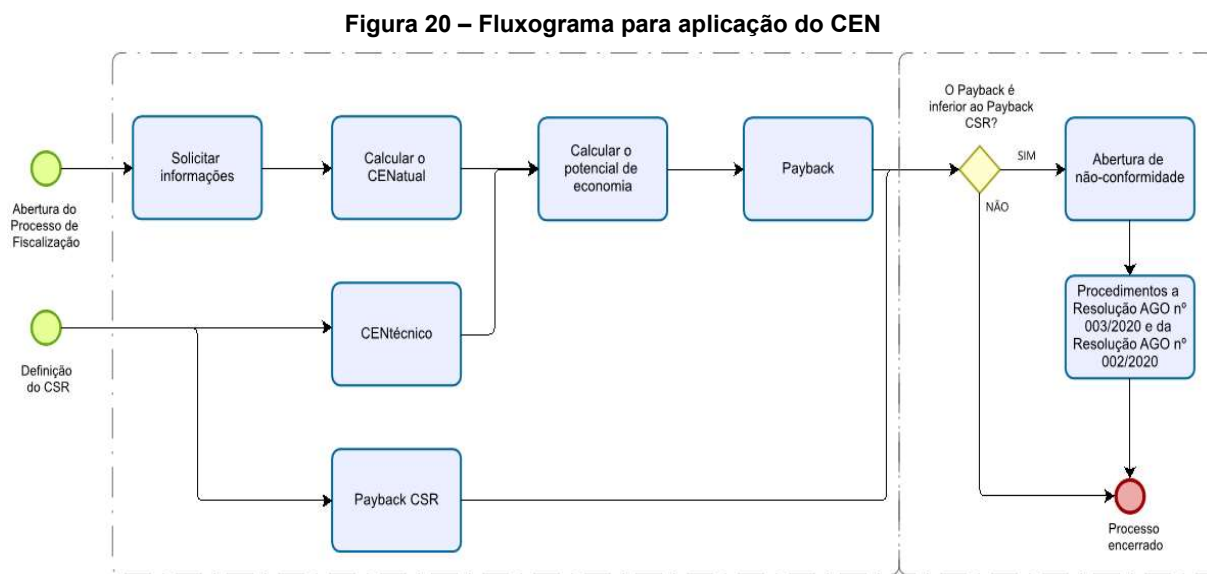 Figura 20 – Fluxograma para aplicação do CEN
Abertura do
Processo de
Fiscalização
Solicitar
informações
Calcular o
CENatual
Calcular o
potencial de
economia
Payback
O Payback é
inferior ao Payback
CSR?
SIM
NÃO
Abertura de
não-conformidade
Procedimentos a
Resolução AGO nº
003/2020 e da
Resolução AGO nº
002/2020
Definição
do CSR
CENtécnico
Payback CSR
Processo
encerrado